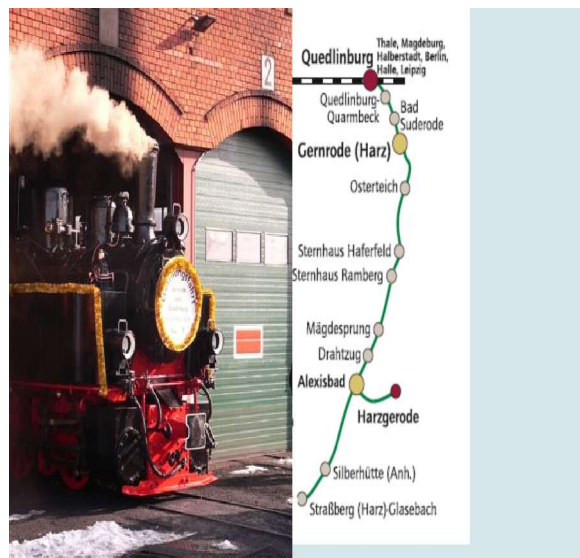 2
Quedlinburg
Thale, Magdeburg,
Halberstadt, Berlin,
Halle, Leipzig
Quedlinburg-
Quarmbeck
Bad
Suderode
Gernrode (Harz)
Osterteich
Sternhaus Haferfeld
Sternhaus Ramberg
Mägdesprung
Drahtzug
Alexisbad
Harzgerode
Silberhütte (Anh.)
Straßberg (Harz)-Glasebach